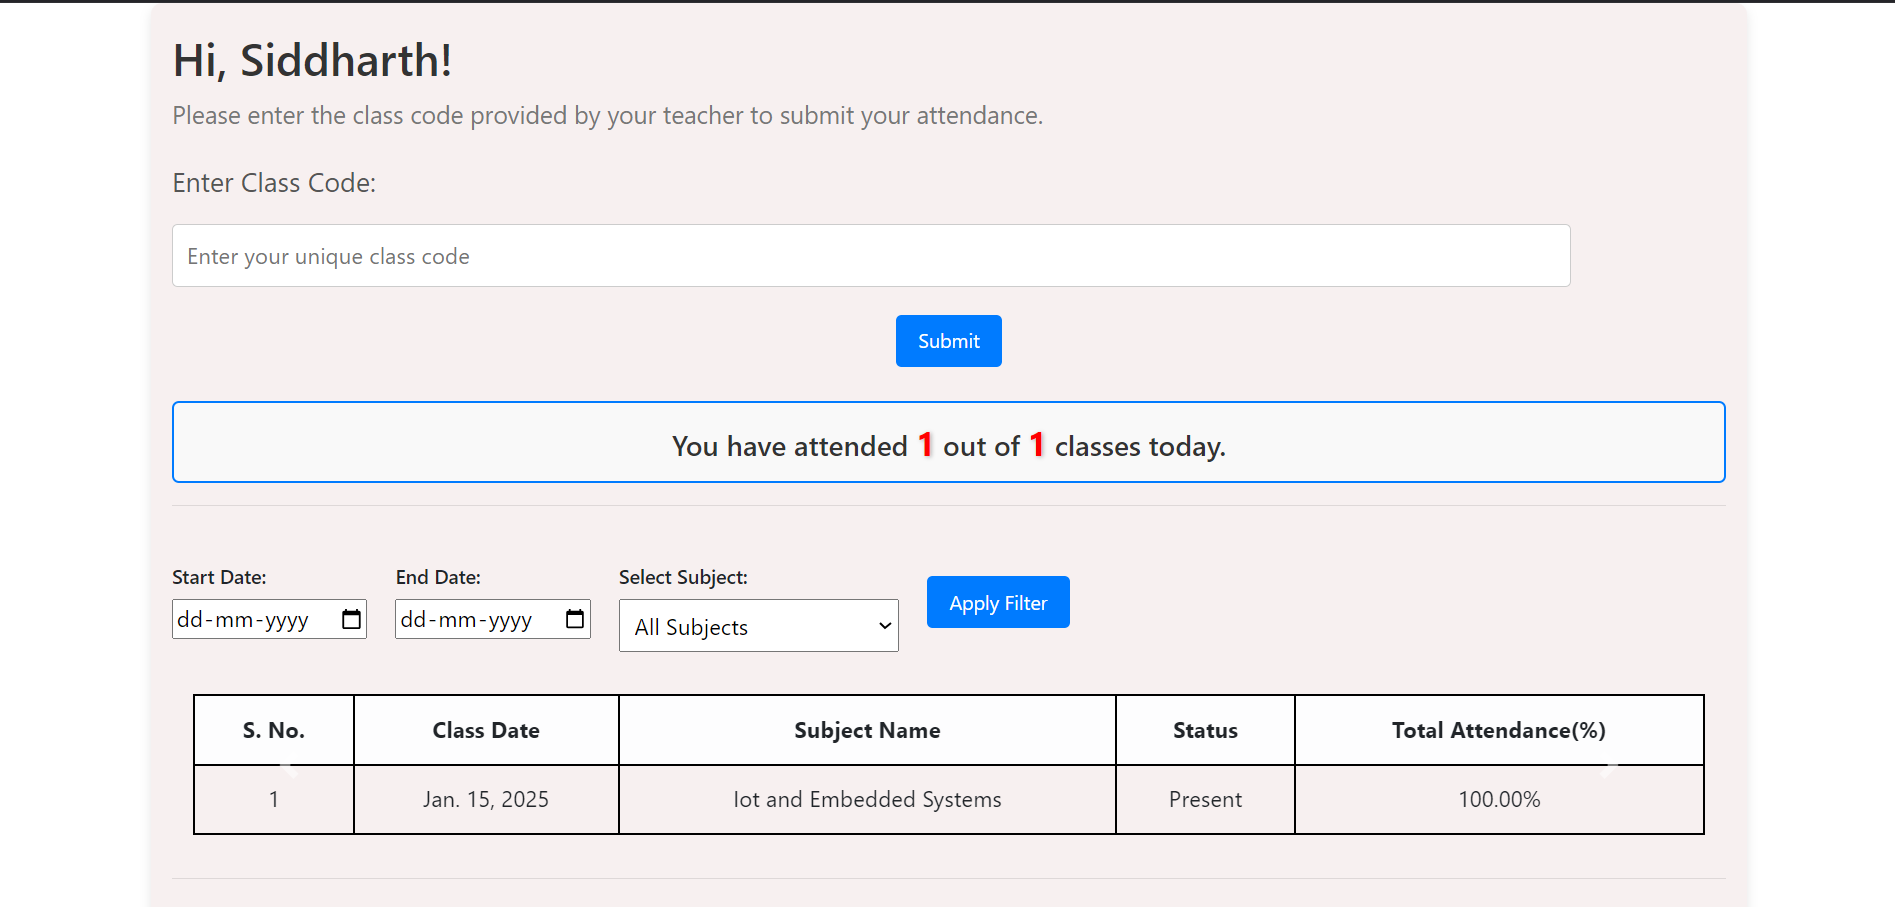 Hi, Siddharth!
Please enter the class code provided by your teacher to submit your attendance.
Enter Class Code:
Enter your unique class code
Submit
You have attended 1 out of 1 classes today.
Start Date: End Date: Select Subject:
dd-mm-yyyy dd-mm-yyyy All Subjects Apply Filter
S. No. Class Date Subject Name Status Total Attendance(%)
1 Jan. 15, 2025 Iot and Embedded Systems Present 100.00%